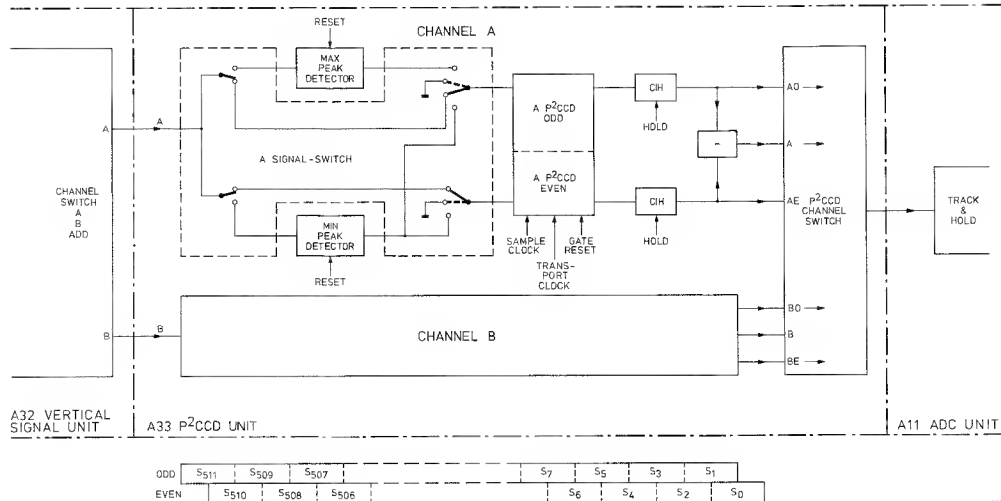 RESET
CHANNEL A
MAX
PEAK
DETECTOR
A P²CCD
ODD
CIH
AO
HOLD
A
A
A SIGNAL-SWITCH
A
A P²CCD
EVEN
CHANNEL
SWITCH
A
B
ADD
CIH
AE
P²CCD
CHANNEL
SWITCH
TRACK
&
HOLD
MIN
PEAK
DETECTOR
SAMPLE
CLOCK
GATE
RESET
HOLD
TRANS-
PORT
CLOCK
RESET
BO
B
B
CHANNEL B
B
BE
A32 VERTICAL
SIGNAL UNIT
A33 P²CCD UNIT
A11 ADC UNIT
ODD S511 S509 S507 S7 S5 S3 S1
EVEN S510 S508 S506 S6 S4 S2 S0